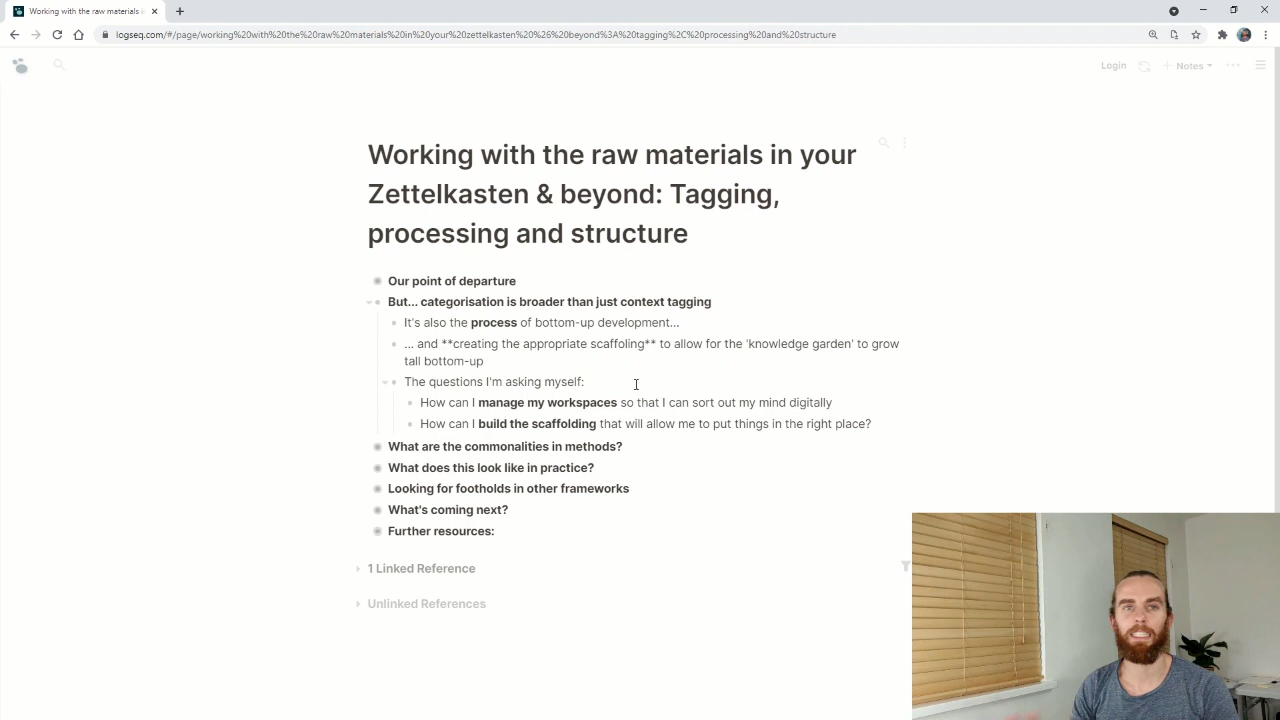 Working with the raw materials i
logseq.com/#/page/working%20with%20the%20raw%20materials%20in%20your%20zettelkasten%20%26%20beyond%3A%20tagging%2C%20processing%20and%20structure
Login
Notes
Working with the raw materials in your
Zettelkasten & beyond: Tagging,
processing and structure
Our point of departure
But... categorisation is broader than just context tagging
It's also the process of bottom-up development...
... and **creating the appropriate scaffoling** to allow for the 'knowledge garden' to grow
tall bottom-up
The questions I'm asking myself:
How can I manage my workspaces so that I can sort out my mind digitally
How can I build the scaffolding that will allow me to put things in the right place?
What are the commonalities in methods?
What does this look like in practice?
Looking for footholds in other frameworks
What's coming next?
Further resources:
1 Linked Reference
Unlinked References